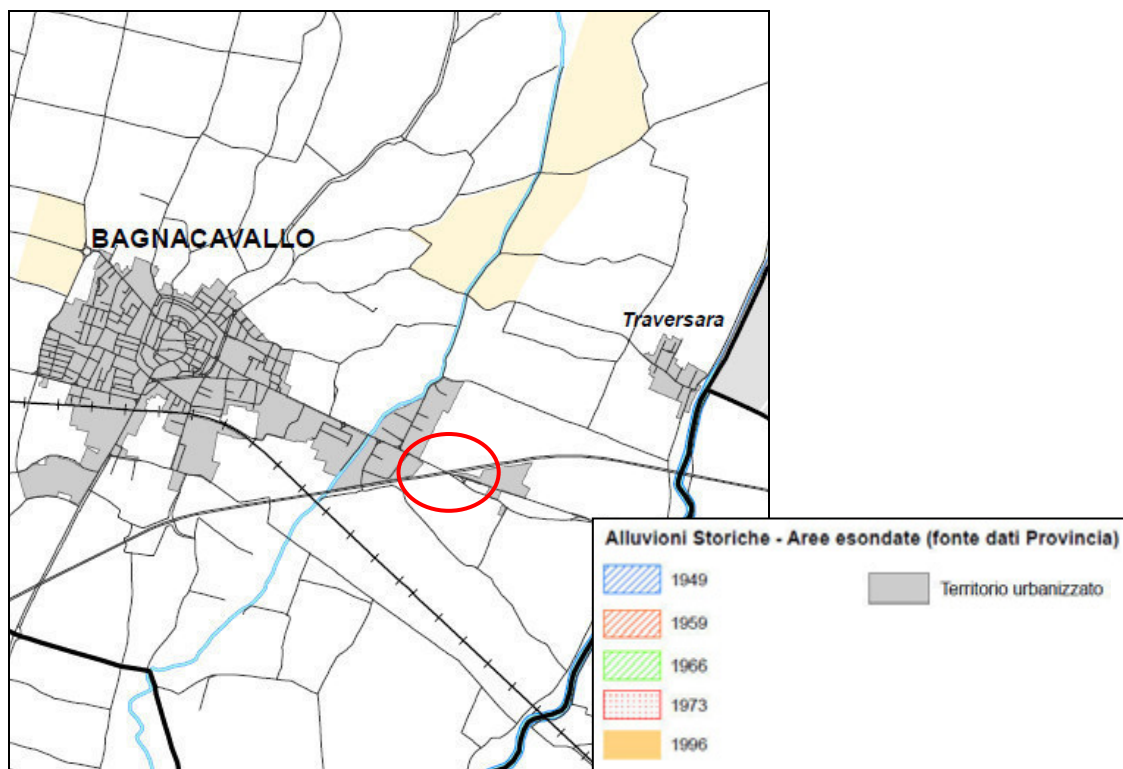 BAGNACAVALLO
Traversara
Alluvioni Storiche - Aree esondate (fonte dati Provincia)
1949
Territorio urbanizzato
1959
1966
1973
1996